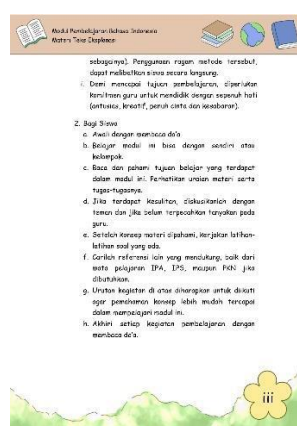 Modul Pembelajaran Bahasa Indonesia
Materi Teks Eksplanasi
sebagainya). Penggunaan ragam metode tersebut,
dapat melibatkan siswa secara langsung.
i. Demi mencapai tujuan pembelajaran, diperlukan
komitmen guru untuk mendidik dengan sepenuh hati
(antusias, kreatif, penuh cinta dan kesabaran).
2. Bagi Siswa
a. Awali dengan membaca do'a
b. Belajar modul ini bisa dengan sendiri atau
kelompok.
c. Baca dan pahami tujuan belajar yang terdapat
dalam modul ini. Perhatikan uraian materi serta
tugas-tugasnya.
d. Jika terdapat kesulitan, diskusikanlah dengan
teman dan jika belum terpecahkan tanyakan pada
guru.
e. Setelah konsep materi dipahami, kerjakan latihan-
latihan soal yang ada.
f. Carilah referensi lain yang mendukung, baik dari
mata pelajaran IPA, IPS, maupun PKN jika
dibutuhkan.
g. Urutan kegiatan di atas diharapkan untuk diikuti
agar pemahaman konsep lebih mudah tercapai
dalam mempelajari modul ini.
h. Akhiri setiap kegiatan pembelajaran dengan
membaca do'a.
iii